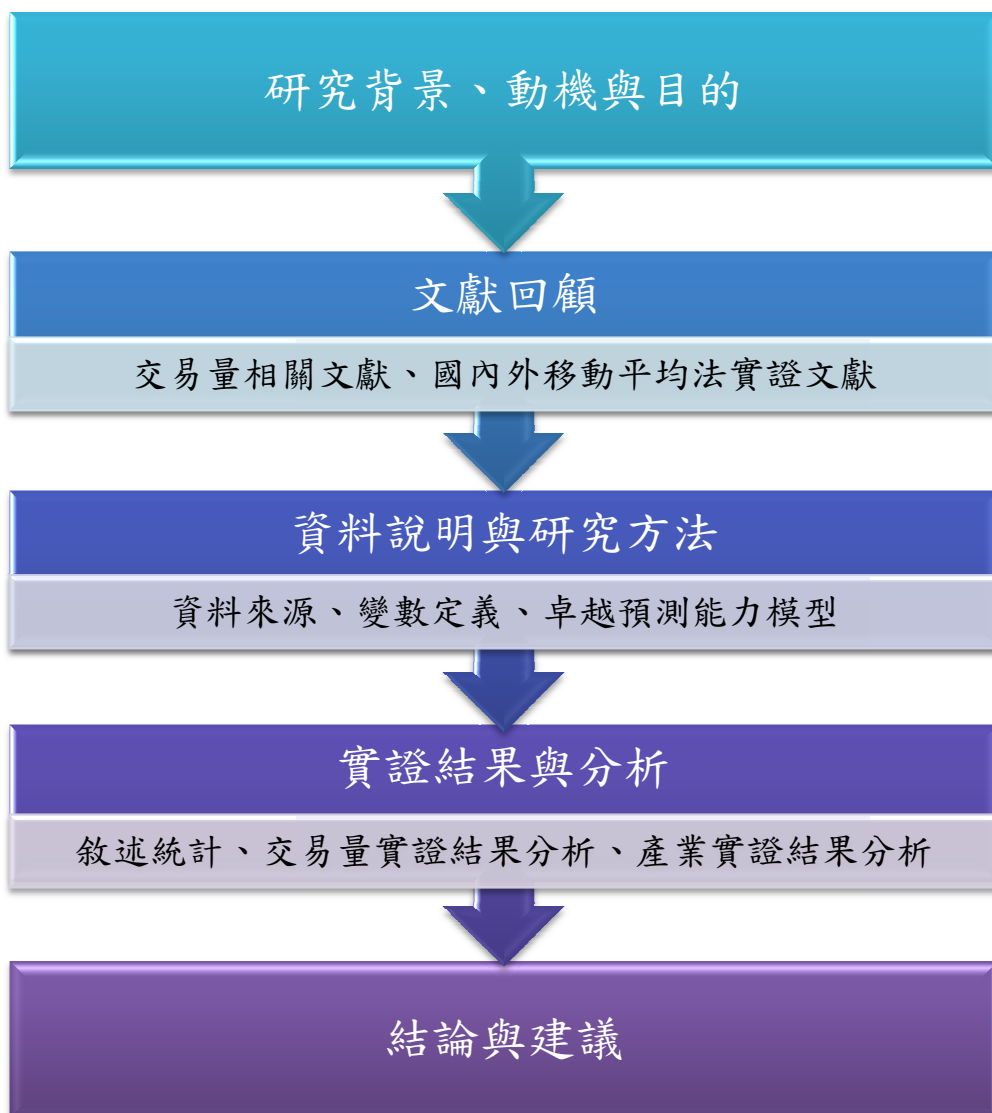 研究背景、動機與目的
文獻回顧
交易量相關文獻、國內外移動平均法實證文獻
資料說明與研究方法
資料來源、變數定義、卓越預測能力模型
實證結果與分析
敘述統計、交易量實證結果分析、產業實證結果分析
結論與建議